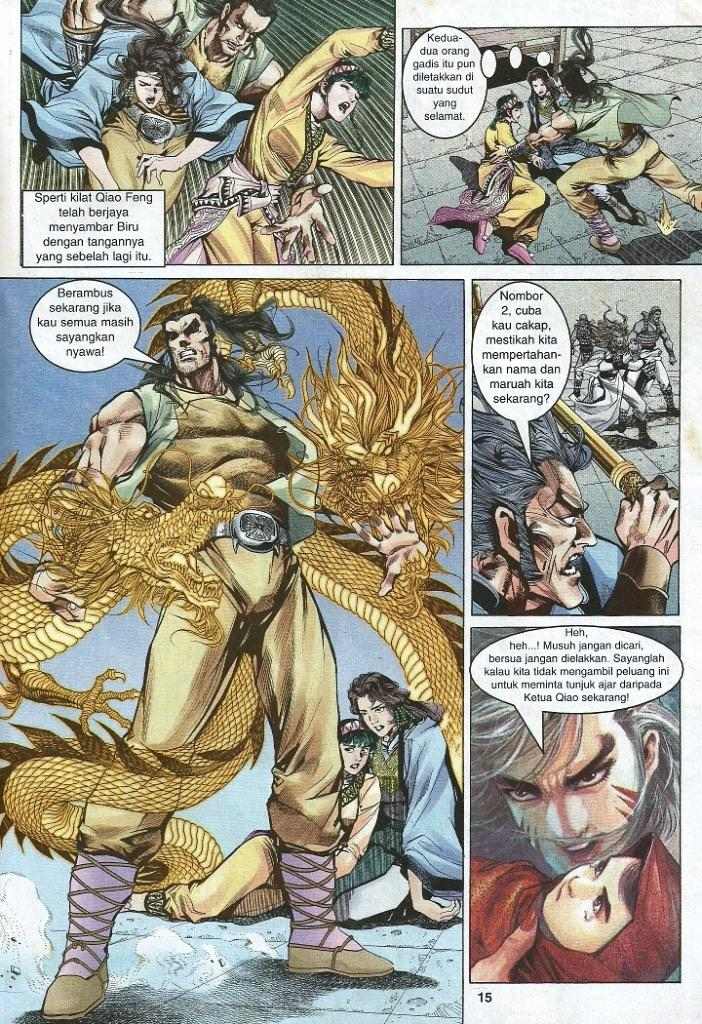 Sperti kilat Qiao Feng
telah berjaya
menyambar Biru
dengan tangannya
yang sebelah lagi itu.
Kedua-
dua orang
gadis itu pun
diletakkan di
suatu sudut
yang
selamat.
Berambus
sekarang jika
kau semua masih
sayangkan
nyawa!
Nombor
2, cuba
kau cakap,
mestikah kita
mempertahan-
kan nama dan
maruah kita
sekarang?
Heh,
heh...! Musuh jangan dicari,
bersua jangan dielakkan. Sayanglah
kalau kita tidak mengambil peluang ini
untuk meminta tunjuk ajar daripada
Ketua Qiao sekarang!
15